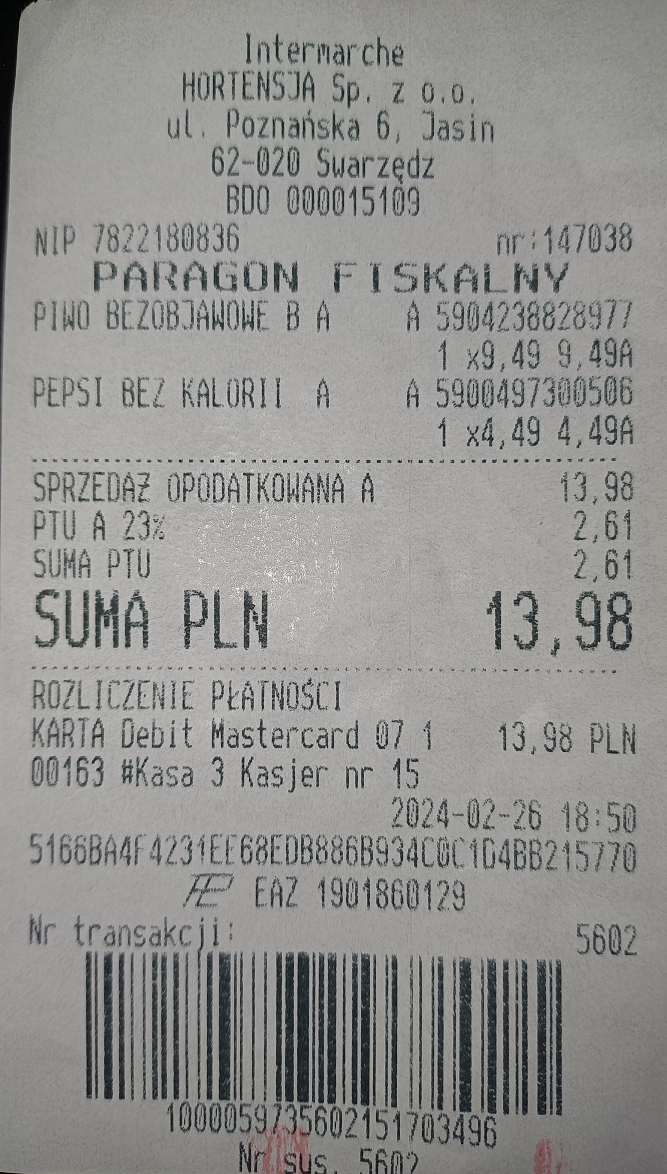 Intermarche
HORTENSJA Sp. z o.o.
ul. Poznańska 6, Jasin
62-020 Swarzędz
BDO 000015109
NIP 7822180836 nr:147038
PARAGON FISKALNY
PIWO BEZOBJAWOWE B A A 5904238828977
1 x9,49 9,49A
PEPSI BEZ KALORII A A 5900497300506
1 x4,49 4,49A
SPRZEDAŻ OPODATKOWANA A 13,98
PTU A 23% 2,61
SUMA PTU 2,61
SUMA PLN 13,98
ROZLICZENIE PŁATNOŚCI
KARTA Debit Mastercard 07 1 13,98 PLN
00163 #Kasa 3 Kasjer nr 15
2024-02-26 18:50
5166BA4F4231EE68EDB886B934C0C1D4BB215770
EAZ 1901860129
Nr transakcji: 5602
1000059735602151703496
Nr sys. 5602